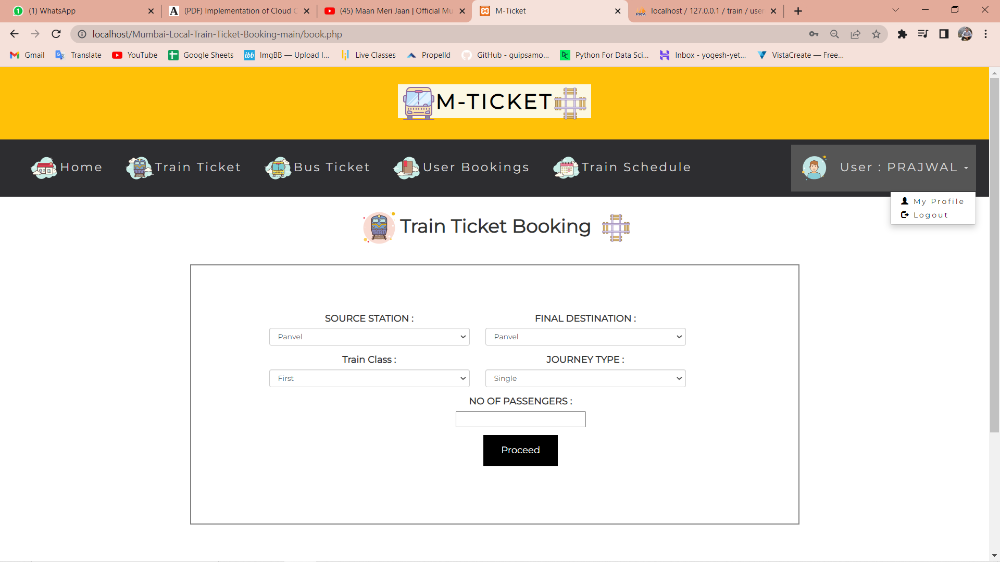 (1) WhatsApp
A (PDF) Implementation of Cloud C
(45) Maan Meri Jaan | Official Mu
M-Ticket
PMA localhost / 127.0.0.1 / train / user
localhost/Mumbai-Local-Train-Ticket-Booking-main/book.php
Gmail
Translate
YouTube
Google Sheets
ibb ImgBB — Upload I...
Live Classes
Propelld
GitHub - guipsamo...
Python For Data Sci...
Inbox - yogesh-yet...
VistaCreate — Free...
M-TICKET
Home
Train Ticket
Bus Ticket
User Bookings
Train Schedule
User : PRAJWAL
My Profile
Logout
Train Ticket Booking
SOURCE STATION :
FINAL DESTINATION :
Panvel
Panvel
Train Class :
JOURNEY TYPE :
First
Single
NO OF PASSENGERS :
Proceed